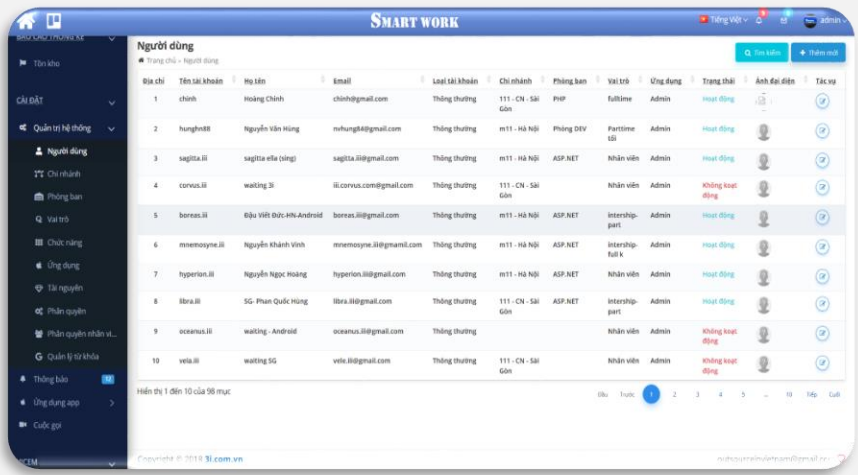 SMART WORK
Tiếng Việt
admin
BÁO CÁO THỐNG KÊ
Tồn kho
CÀI ĐẶT
Quản trị hệ thống
Người dùng
Chi nhánh
Phòng ban
Vai trò
Chức năng
Ứng dụng
Tài nguyên
Phân quyền
Phân quyền nhân vi...
Quản lý từ khóa
Thông báo 12
Ứng dụng app
Cuộc gọi
Người dùng
Trang chủ › Người dùng
Tìm kiếm
+ Thêm mới
Địa chỉ Tên tài khoản Họ tên Email Loại tài khoản Chi nhánh Phòng ban Vai trò Ứng dụng Trạng thái Ảnh đại diện Tác vụ
1 chinh Hoàng Chính chinh@gmail.com Thông thường 111 - CN - Sài Gòn PHP fulltime Admin Hoạt động
2 hunghn88 Nguyễn Văn Hùng nvhung84@gmail.com Thông thường m11 - Hà Nội Phòng DEV Parttime tối Admin Hoạt động
3 sagitta.iii sagitta ella (sing) sagitta.iii@gmail.com Thông thường m11 - Hà Nội ASP.NET Nhân viên Admin Hoạt động
4 corvus.iii waiting 3i iii.corvus.com@gmail.com Thông thường 111 - CN - Sài Gòn ASP.NET Nhân viên Admin Không hoạt động
5 boreas.iii Đậu Viết Đức-HN-Android boreas.iii@gmail.com Thông thường m11 - Hà Nội ASP.NET intership-part Admin Hoạt động
6 mnemosyne.iii Nguyễn Khánh Vinh mnemosyne.iii@gmamil.com Thông thường m11 - Hà Nội ASP.NET intership-full k Admin Hoạt động
7 hyperion.iii Nguyễn Ngọc Hoàng hyperion.iii@gmail.com Thông thường m11 - Hà Nội ASP.NET Nhân viên Admin Hoạt động
8 libra.iii SG- Phan Quốc Hùng libra.iii@gmail.com Thông thường 111 - CN - Sài Gòn ASP.NET intership-part Admin Hoạt động
9 oceanus.iii waiting - Android oceanus.iii@gmail.com Thông thường Nhân viên Admin Không hoạt động
10 vela.iii waiting SG vele.iii@gmail.com Thông thường 111 - CN - Sài Gòn Nhân viên Admin Không hoạt động
Hiển thị 1 đến 10 của 98 mục
Đầu Trước 1 2 3 4 5 ... 10 Tiếp Cuối
Copyright © 2018 3i.com.vn